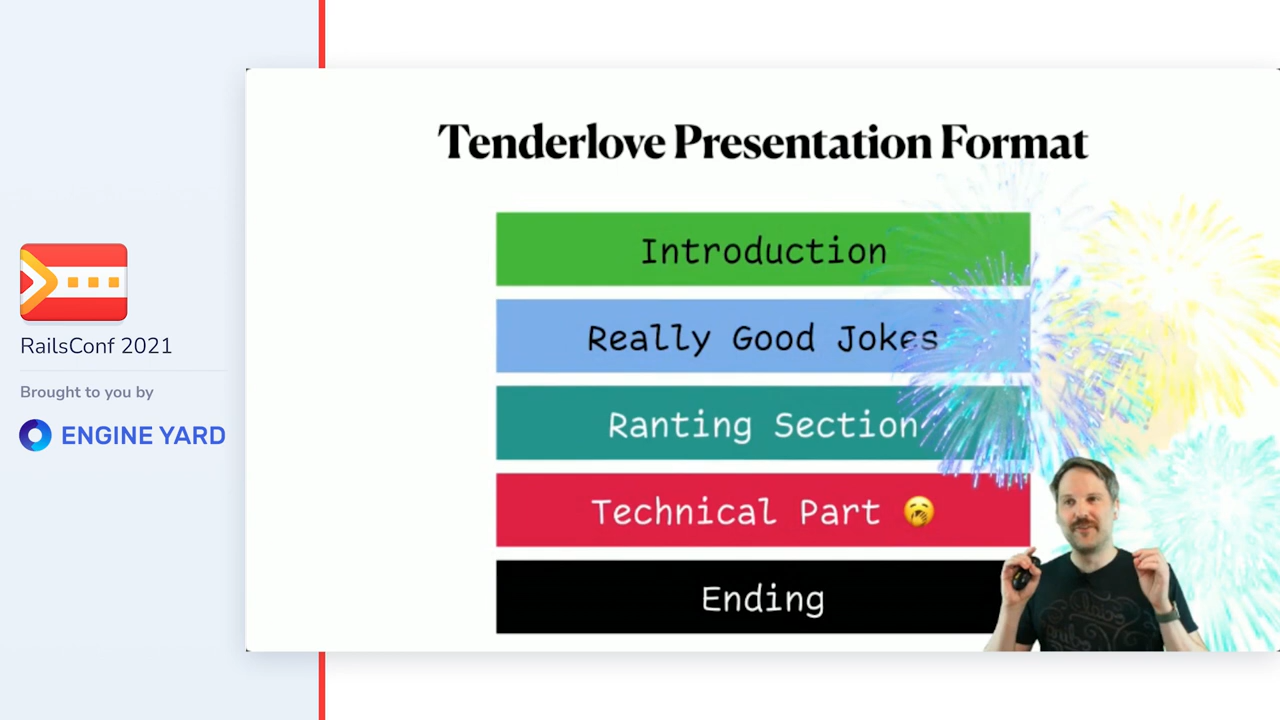 RailsConf 2021
Brought to you by
ENGINE YARD
Tenderlove Presentation Format
Introduction
Really Good Jokes
Ranting Section
Technical Part 🥱
Ending